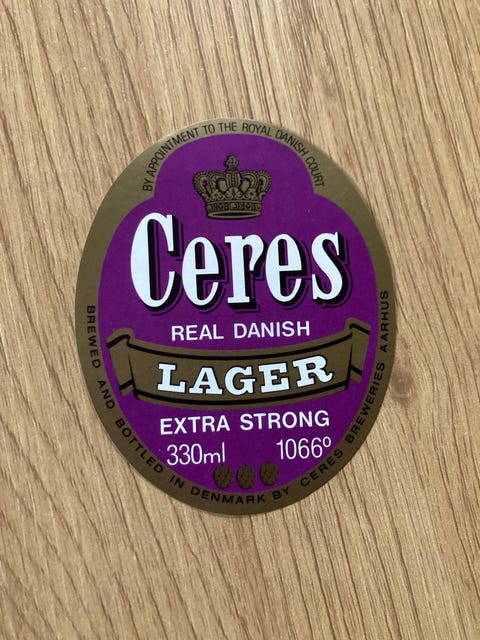 BY APPOINTMENT TO THE ROYAL DANISH COURT
Ceres
REAL DANISH
LAGER
EXTRA STRONG
330ml 1066º
BREWED AND BOTTLED IN DENMARK BY CERES BREWERIES AARHUS